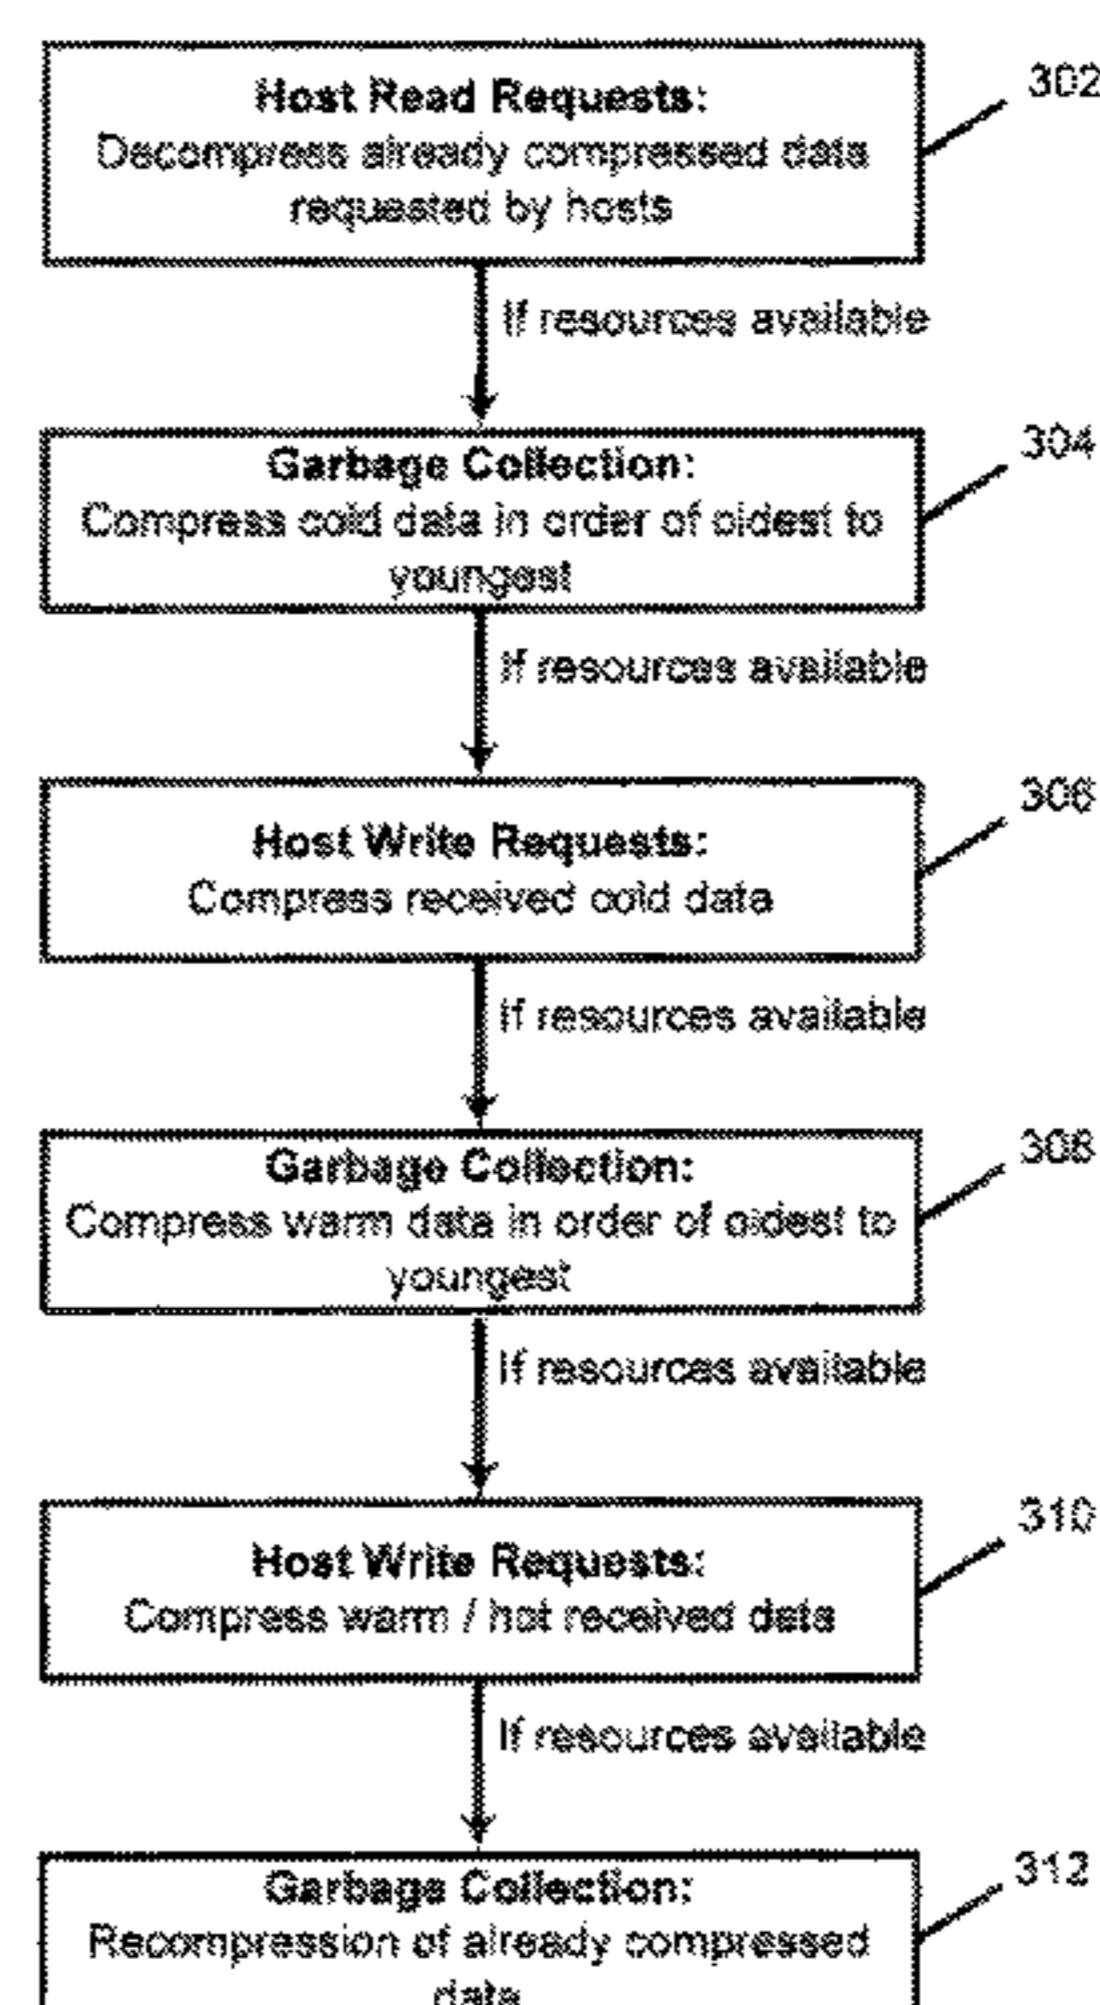 Host Read Requests:
302
Decompress already compressed data
requested by hosts
If resources available
Garbage Collection:
304
Compress cold data in order of oldest to
youngest
If resources available
Host Write Requests:
306
Compress received cold data
If resources available
Garbage Collection:
308
Compress warm data in order of oldest to
youngest
If resources available
Host Write Requests:
310
Compress warm / hot received data
If resources available
Garbage Collection:
312
Recompression of already compressed
data